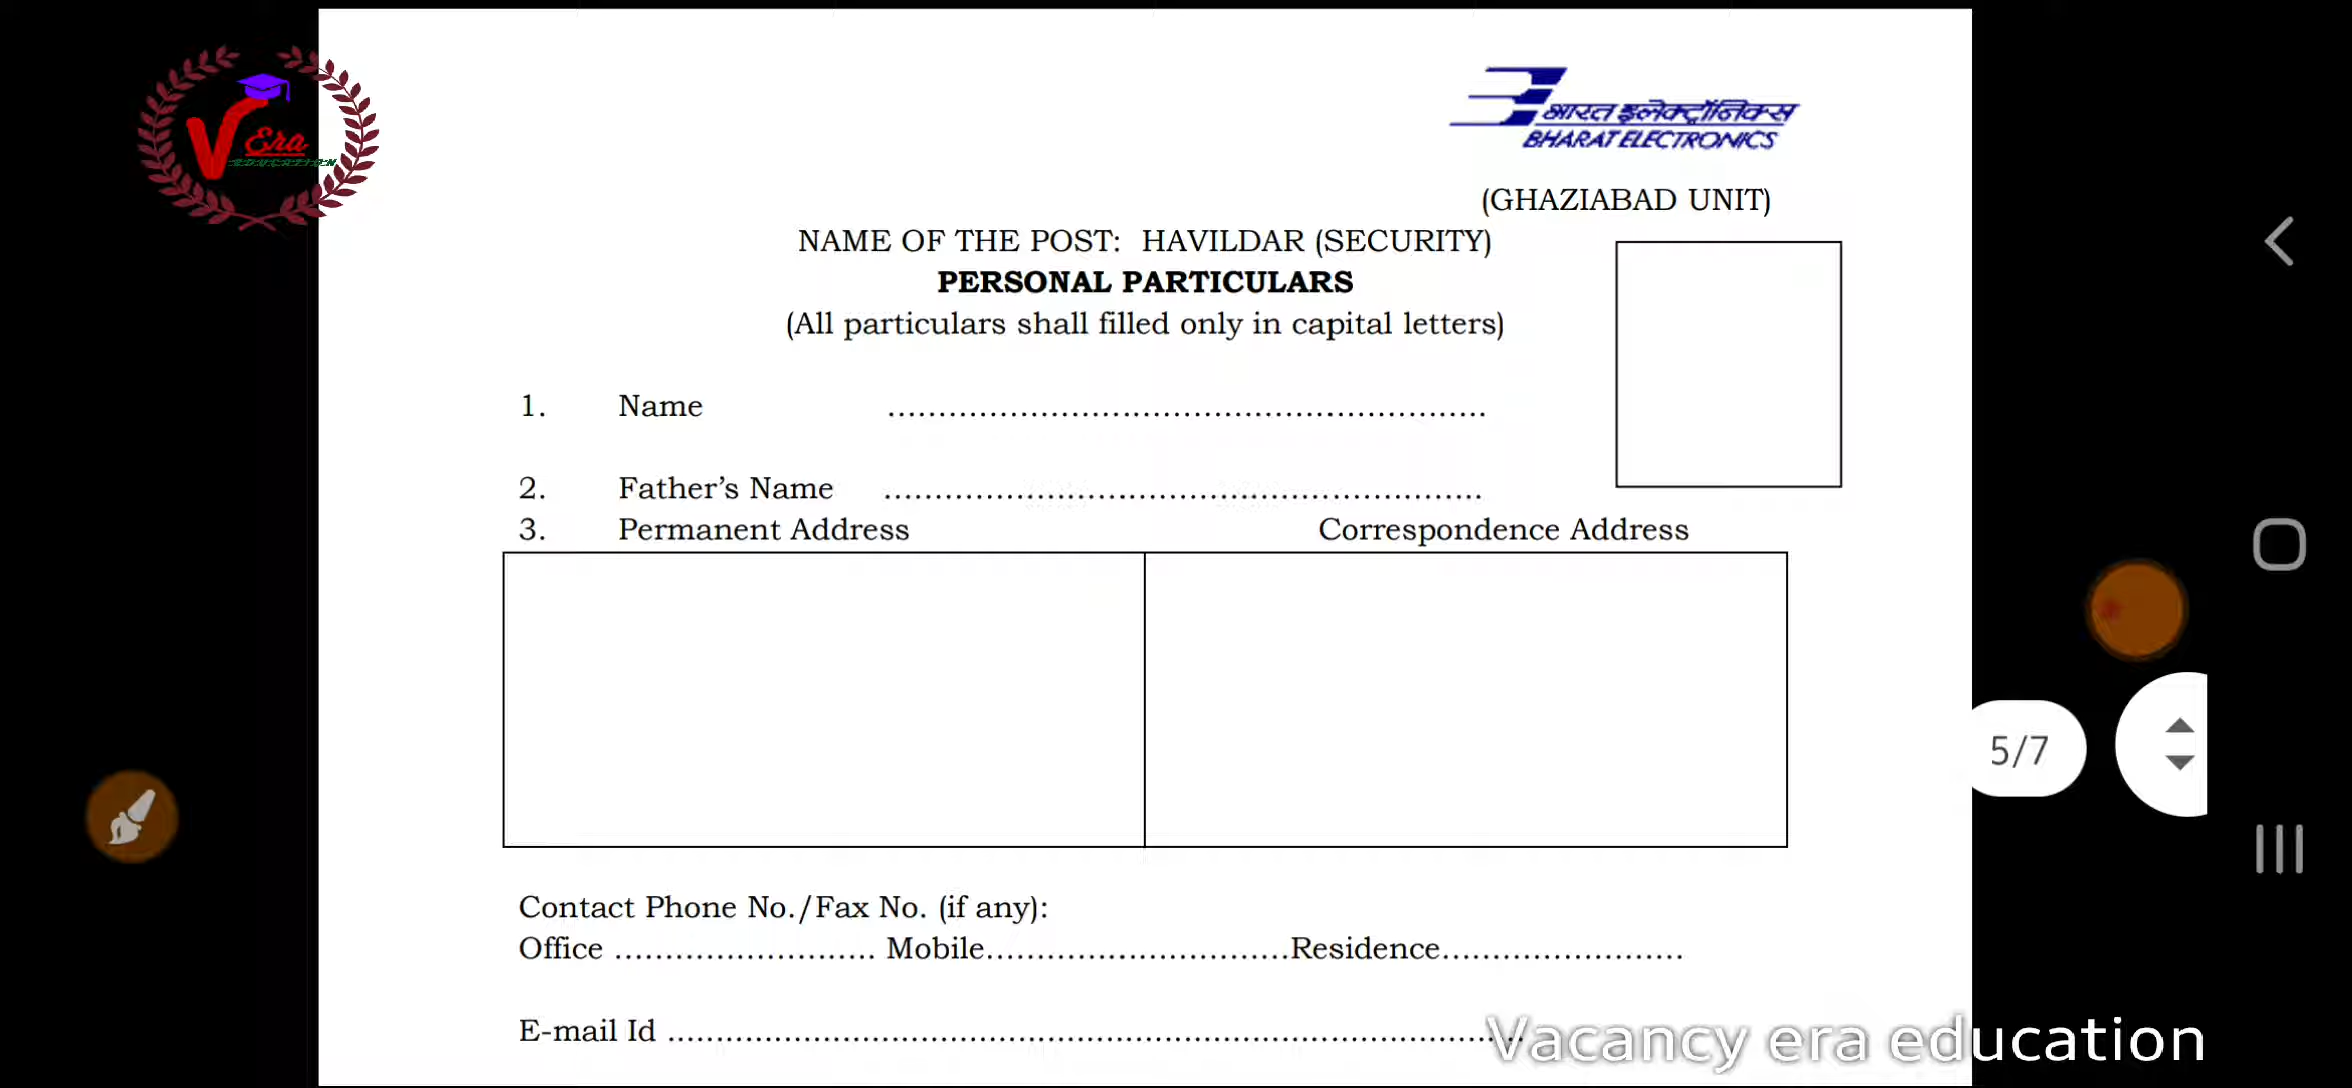 V Era
EDUCATION
भारत इलेक्ट्रॉनिक्स
BHARAT ELECTRONICS
(GHAZIABAD UNIT)
NAME OF THE POST: HAVILDAR (SECURITY)
PERSONAL PARTICULARS
(All particulars shall filled only in capital letters)
1. Name ............................................................
2. Father’s Name ............................................................
3. Permanent Address Correspondence Address
Contact Phone No./Fax No. (if any):
Office .......................... Mobile..............................Residence........................
E-mail Id ......................................................................................
5/7
Vacancy era education